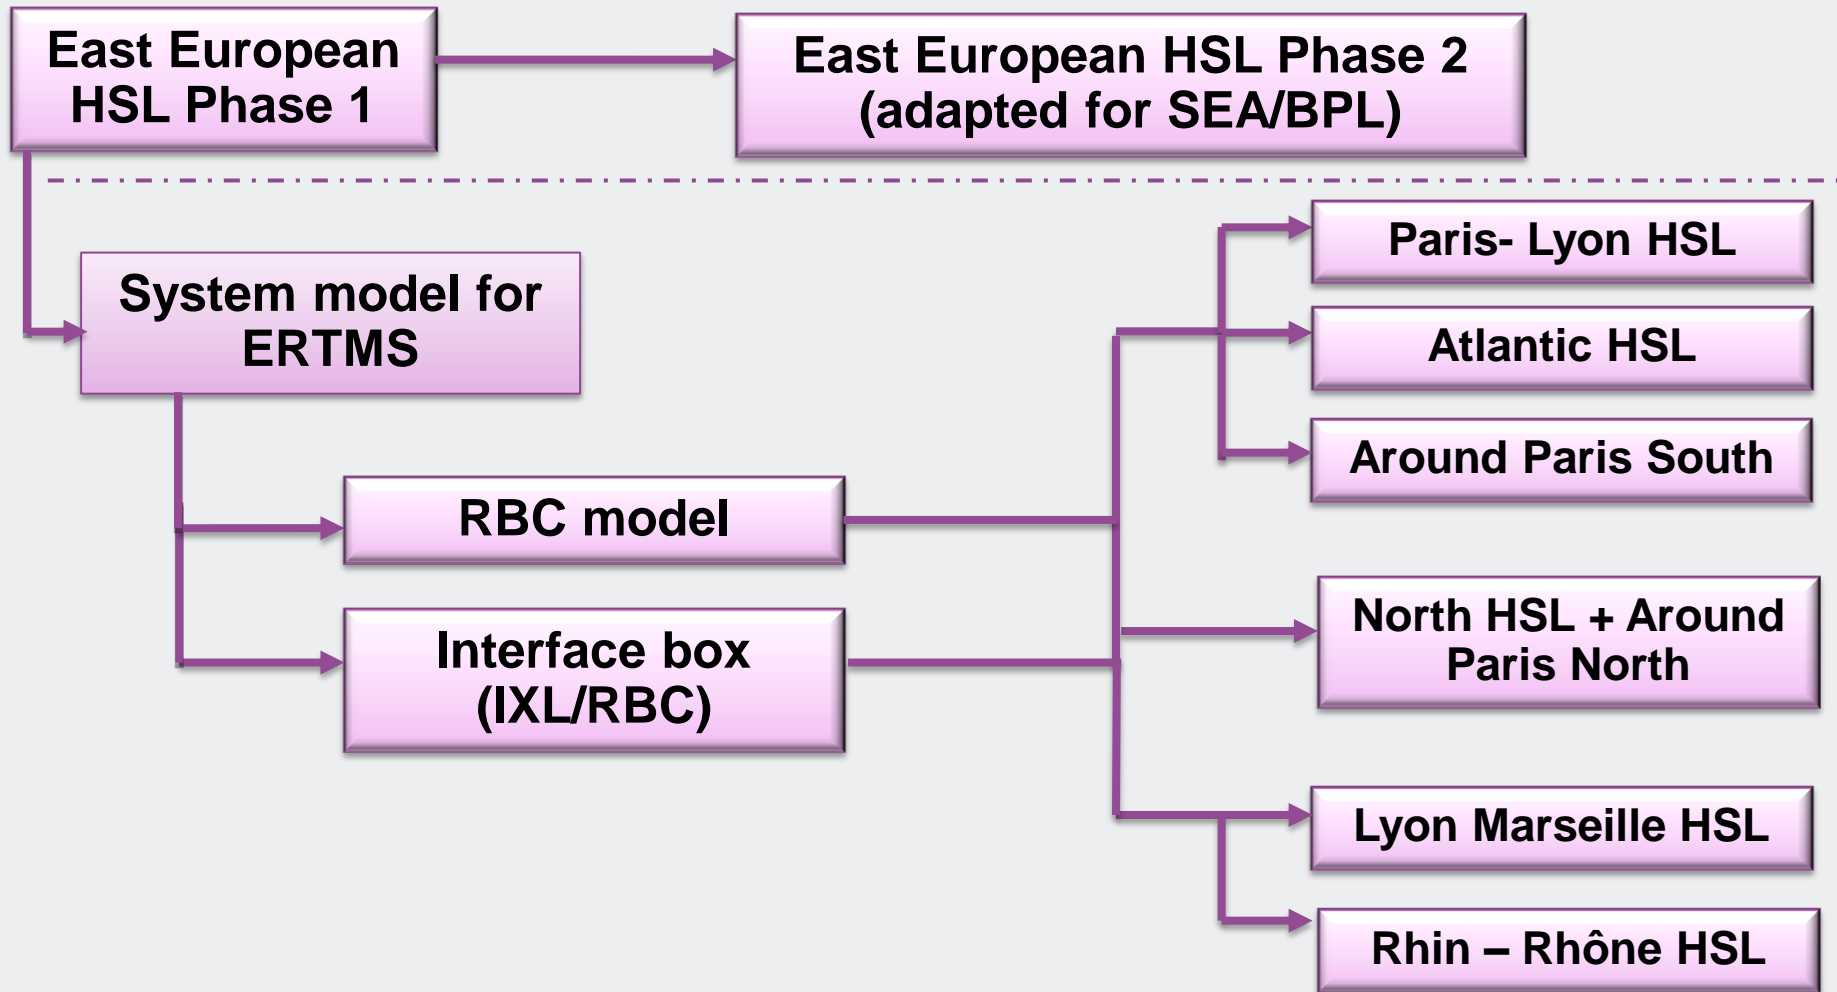 East European
HSL Phase 1
East European HSL Phase 2
(adapted for SEA/BPL)
System model for
ERTMS
RBC model
Interface box
(IXL/RBC)
Paris- Lyon HSL
Atlantic HSL
Around Paris South
North HSL + Around
Paris North
Lyon Marseille HSL
Rhin – Rhône HSL